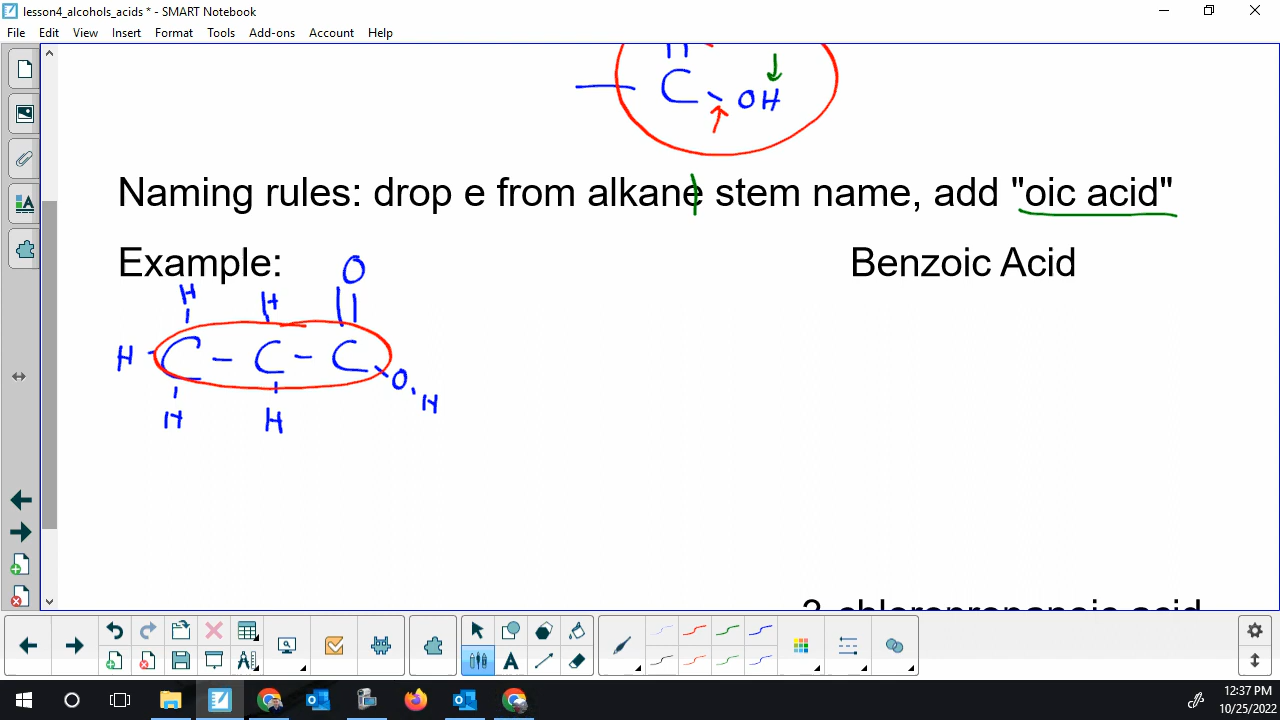 lesson4_alcohols_acids * - SMART Notebook
File Edit View Insert Format Tools Add-ons Account Help
C OH
Naming rules: drop e from alkane stem name, add "oic acid"
Example: Benzoic Acid
O
H H
H C - C - C
O
H
H H
12:37 PM
10/25/2022